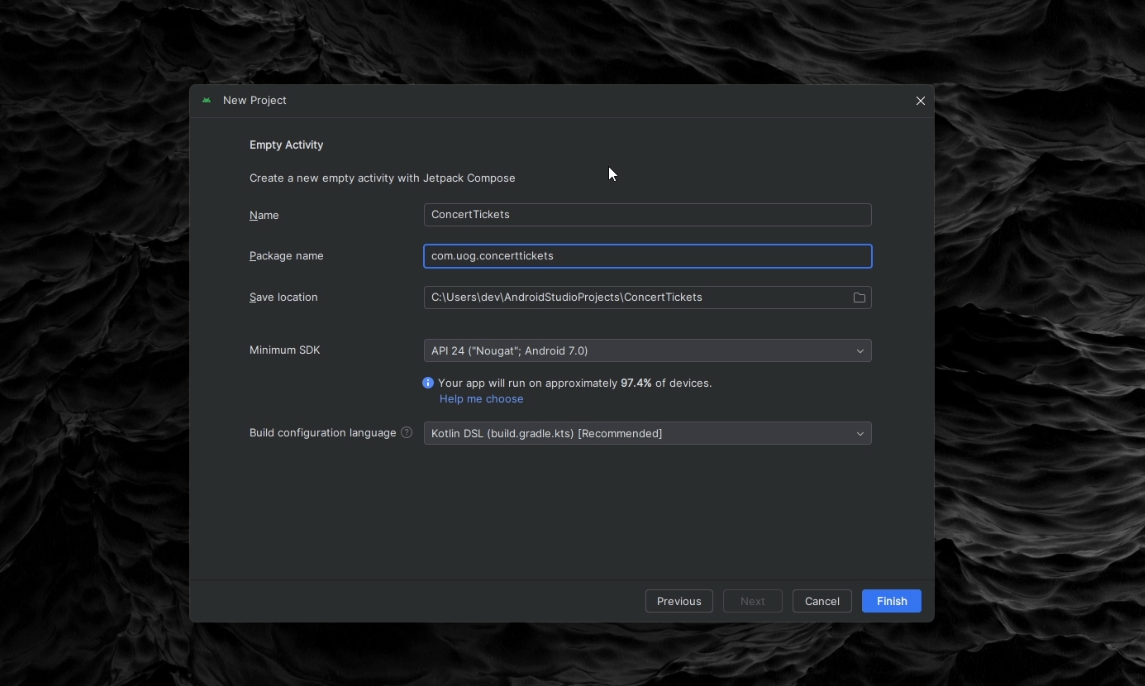 New Project
Empty Activity
Create a new empty activity with Jetpack Compose
Name
ConcertTickets
Package name
com.uog.concerttickets
Save location
C:\Users\dev\AndroidStudioProjects\ConcertTickets
Minimum SDK
API 24 ("Nougat"; Android 7.0)
Your app will run on approximately 97.4% of devices.
Help me choose
Build configuration language
Kotlin DSL (build.gradle.kts) [Recommended]
Previous
Next
Cancel
Finish